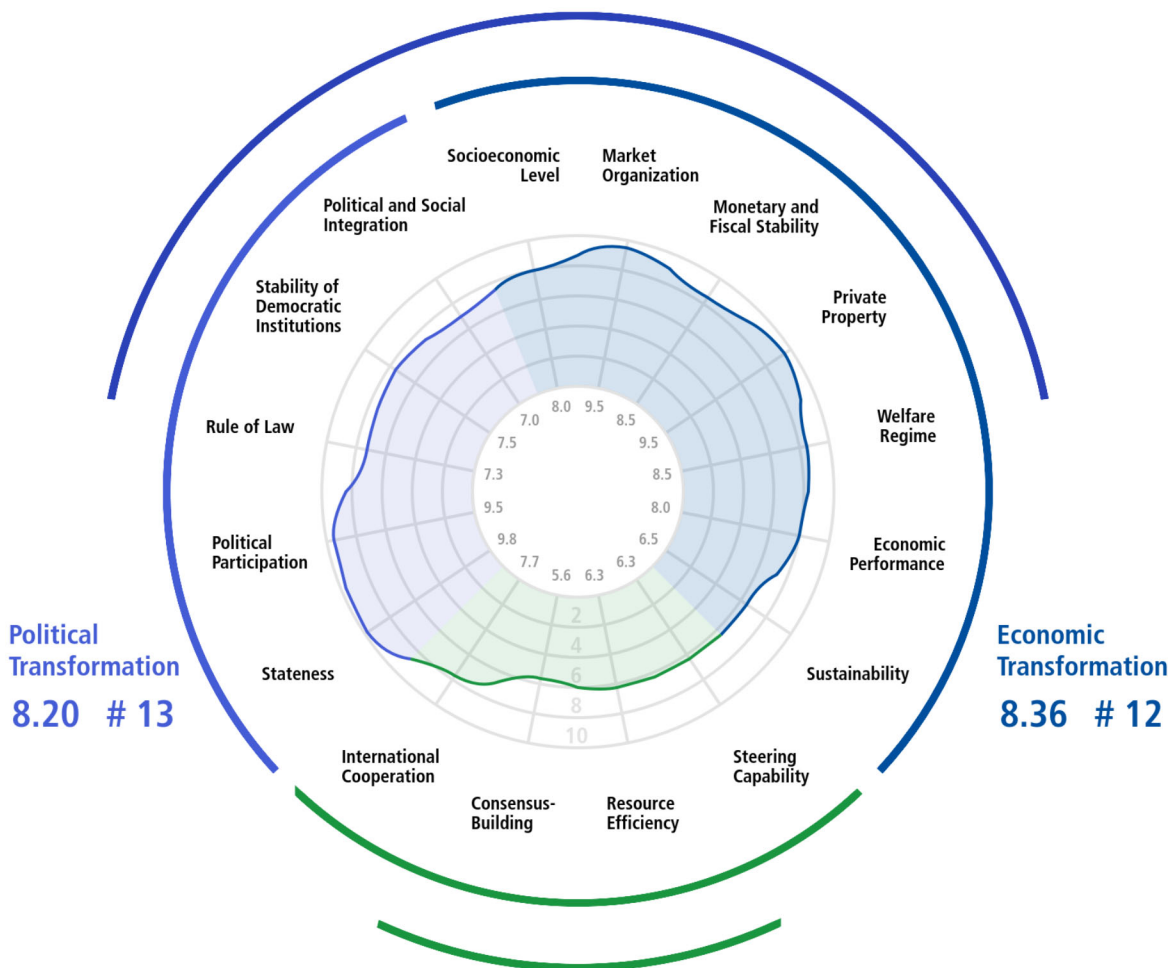 Socioeconomic
Level
Market
Organization
Political and Social
Integration
Monetary and
Fiscal Stability
Stability of
Democratic
Institutions
Private
Property
Rule of Law
Welfare
Regime
Political
Participation
Economic
Performance
Stateness
Sustainability
International
Cooperation
Steering
Capability
Consensus-
Building
Resource
Efficiency
8.0
9.5
7.0
8.5
7.5
9.5
7.3
8.5
9.5
8.0
9.8
6.5
7.7
6.3
5.6
6.3
2
4
6
8
10
Political
Transformation
8.20 # 13
Economic
Transformation
8.36 # 12